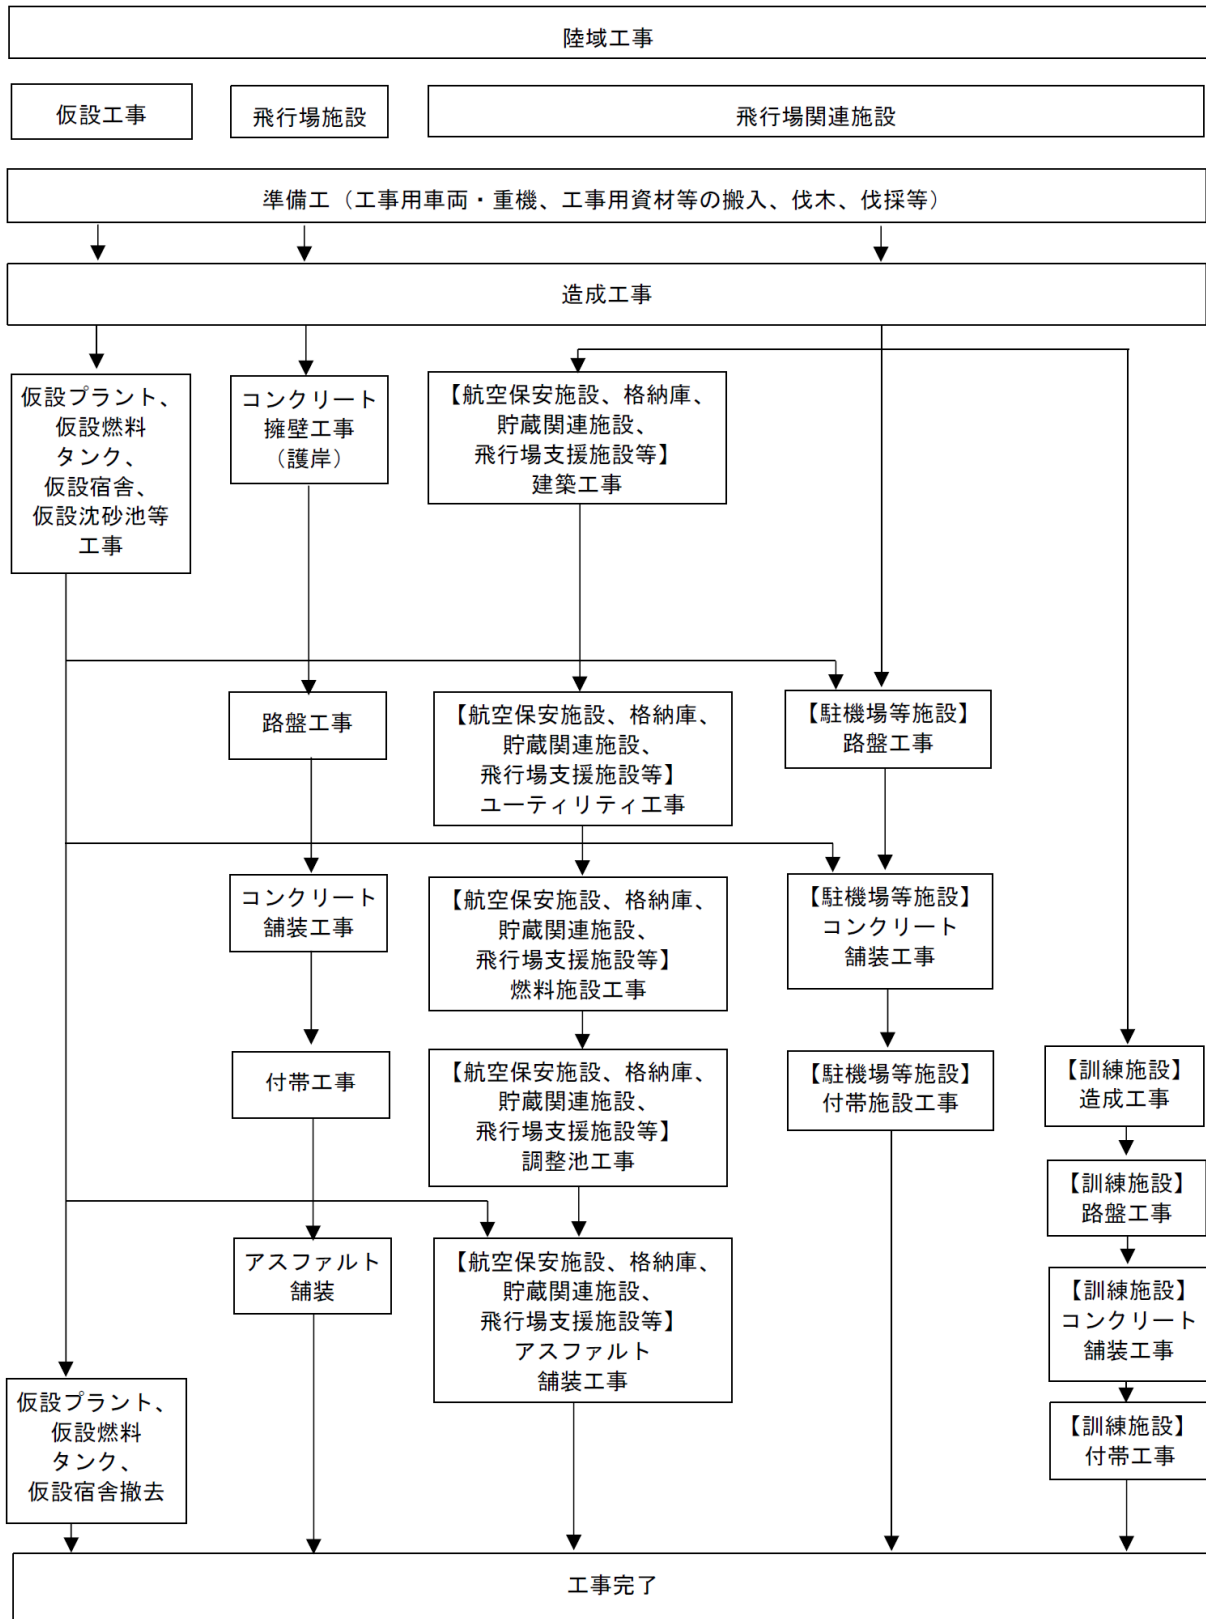 陸域工事
仮設工事
飛行場施設
飛行場関連施設
準備工（工事用車両・重機、工事用資材等の搬入、伐木、伐採等）
造成工事
仮設プラント、
仮設燃料
タンク、
仮設宿舎、
仮設沈砂池等
工事
コンクリート
擁壁工事
（護岸）
【航空保安施設、格納庫、
貯蔵関連施設、
飛行場支援施設等】
建築工事
路盤工事
【航空保安施設、格納庫、
貯蔵関連施設、
飛行場支援施設等】
ユーティリティ工事
【駐機場等施設】
路盤工事
コンクリート
舗装工事
【航空保安施設、格納庫、
貯蔵関連施設、
飛行場支援施設等】
燃料施設工事
【駐機場等施設】
コンクリート
舗装工事
付帯工事
【航空保安施設、格納庫、
貯蔵関連施設、
飛行場支援施設等】
調整池工事
【駐機場等施設】
付帯施設工事
【訓練施設】
造成工事
【訓練施設】
路盤工事
アスファルト
舗装
【航空保安施設、格納庫、
貯蔵関連施設、
飛行場支援施設等】
アスファルト
舗装工事
【訓練施設】
コンクリート
舗装工事
仮設プラント、
仮設燃料
タンク、
仮設宿舎撤去
【訓練施設】
付帯工事
工事完了